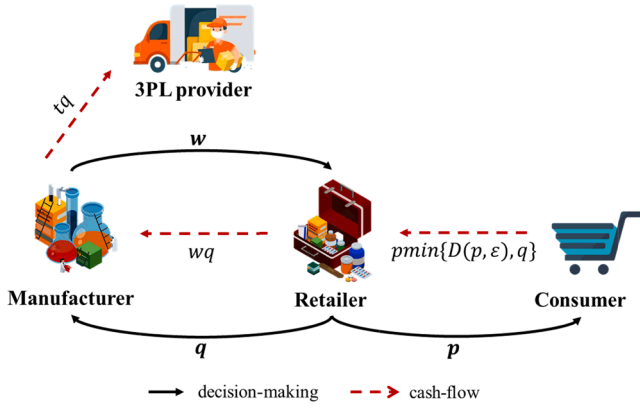 3PL provider
tq
w
wq
pmin{D(p, ε), q}
Manufacturer
Retailer
Consumer
q
p
decision-making
cash-flow